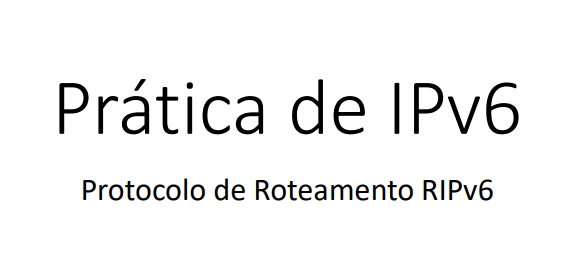 Prática de IPv6
Protocolo de Roteamento RIPv6